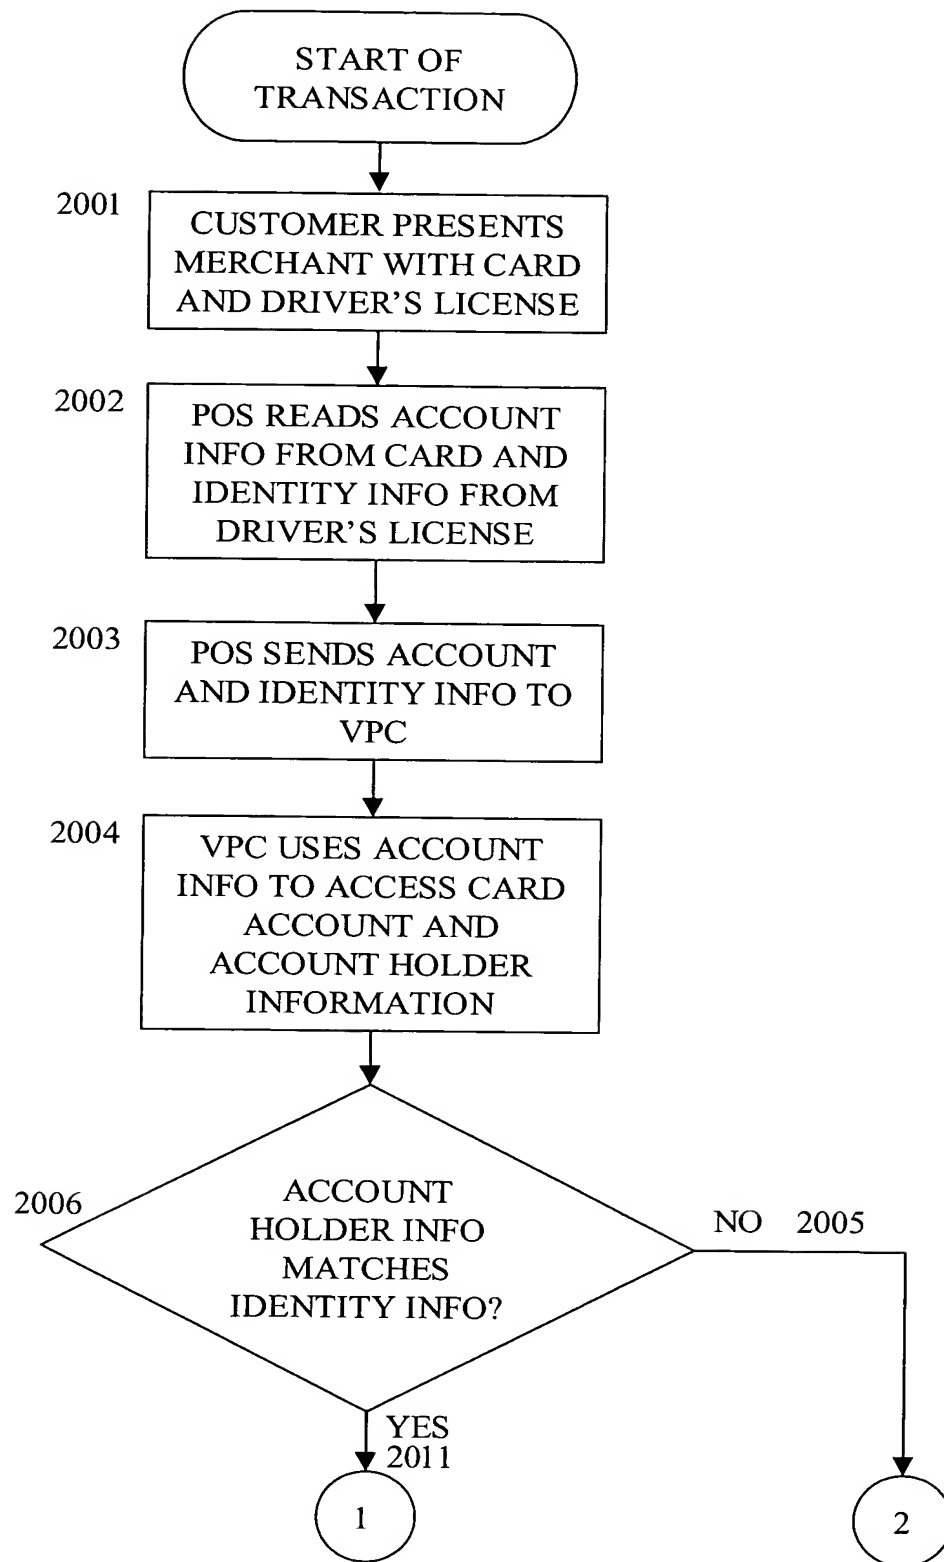 START OF
TRANSACTION
2001
CUSTOMER PRESENTS
MERCHANT WITH CARD
AND DRIVER'S LICENSE
2002
POS READS ACCOUNT
INFO FROM CARD AND
IDENTITY INFO FROM
DRIVER'S LICENSE
2003
POS SENDS ACCOUNT
AND IDENTITY INFO TO
VPC
2004
VPC USES ACCOUNT
INFO TO ACCESS CARD
ACCOUNT AND
ACCOUNT HOLDER
INFORMATION
2006
ACCOUNT
HOLDER INFO
MATCHES
IDENTITY INFO?
NO 2005
YES
2011
1
2